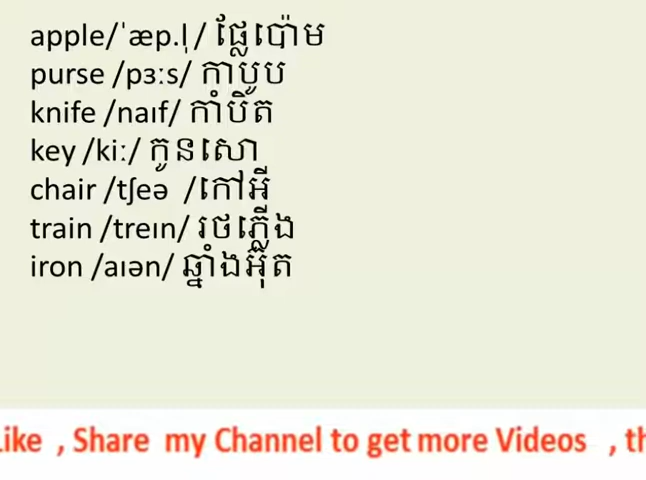 apple/ˈæp.l̩ / ផ្លែប៉ោម
purse /pɜːs/ កាបូប
knife /naɪf/ កាំបិត
key /kiː/ កូនសោ
chair /tʃeə /កៅអី
train /treɪn/ រថភ្លើង
iron /aɪən/ ឆ្នាំងអ៊ុត
Like , Share my Channel to get more Videos , th